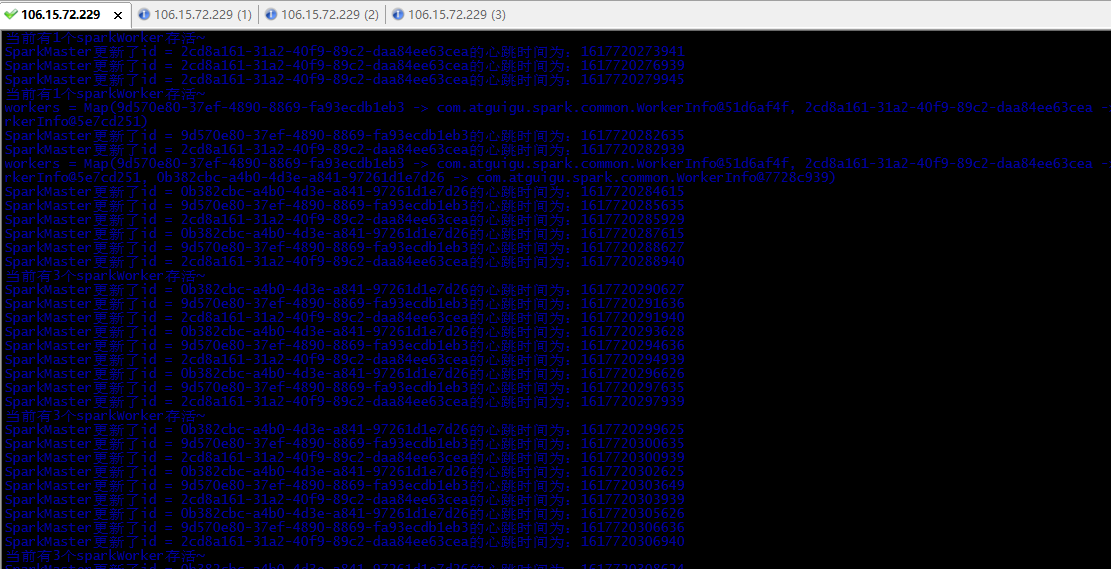 106.15.72.229 × 106.15.72.229 (1) 106.15.72.229 (2) 106.15.72.229 (3)
当前有1个sparkWorker存活~
SparkMaster更新了id = 2cd8a161-31a2-40f9-89c2-daa84ee63cea的心跳时间为：1617720273941
SparkMaster更新了id = 2cd8a161-31a2-40f9-89c2-daa84ee63cea的心跳时间为：1617720276939
SparkMaster更新了id = 2cd8a161-31a2-40f9-89c2-daa84ee63cea的心跳时间为：1617720279945
当前有1个sparkWorker存活~
workers = Map(9d570e80-37ef-4890-8869-fa93ecdb1eb3 -> com.atguigu.spark.common.WorkerInfo@51d6af4f, 2cd8a161-31a2-40f9-89c2-daa84ee63cea -
rkerInfo@5e7cd251)
SparkMaster更新了id = 9d570e80-37ef-4890-8869-fa93ecdb1eb3的心跳时间为：1617720282635
SparkMaster更新了id = 2cd8a161-31a2-40f9-89c2-daa84ee63cea的心跳时间为：1617720282939
workers = Map(9d570e80-37ef-4890-8869-fa93ecdb1eb3 -> com.atguigu.spark.common.WorkerInfo@51d6af4f, 2cd8a161-31a2-40f9-89c2-daa84ee63cea -
rkerInfo@5e7cd251, 0b382cbc-a4b0-4d3e-a841-97261d1e7d26 -> com.atguigu.spark.common.WorkerInfo@7728c939)
SparkMaster更新了id = 0b382cbc-a4b0-4d3e-a841-97261d1e7d26的心跳时间为：1617720284615
SparkMaster更新了id = 9d570e80-37ef-4890-8869-fa93ecdb1eb3的心跳时间为：1617720285635
SparkMaster更新了id = 2cd8a161-31a2-40f9-89c2-daa84ee63cea的心跳时间为：1617720285929
SparkMaster更新了id = 0b382cbc-a4b0-4d3e-a841-97261d1e7d26的心跳时间为：1617720287615
SparkMaster更新了id = 9d570e80-37ef-4890-8869-fa93ecdb1eb3的心跳时间为：1617720288627
SparkMaster更新了id = 2cd8a161-31a2-40f9-89c2-daa84ee63cea的心跳时间为：1617720288940
当前有3个sparkWorker存活~
SparkMaster更新了id = 0b382cbc-a4b0-4d3e-a841-97261d1e7d26的心跳时间为：1617720290627
SparkMaster更新了id = 9d570e80-37ef-4890-8869-fa93ecdb1eb3的心跳时间为：1617720291636
SparkMaster更新了id = 2cd8a161-31a2-40f9-89c2-daa84ee63cea的心跳时间为：1617720291940
SparkMaster更新了id = 0b382cbc-a4b0-4d3e-a841-97261d1e7d26的心跳时间为：1617720293628
SparkMaster更新了id = 9d570e80-37ef-4890-8869-fa93ecdb1eb3的心跳时间为：1617720294636
SparkMaster更新了id = 2cd8a161-31a2-40f9-89c2-daa84ee63cea的心跳时间为：1617720294939
SparkMaster更新了id = 0b382cbc-a4b0-4d3e-a841-97261d1e7d26的心跳时间为：1617720296626
SparkMaster更新了id = 9d570e80-37ef-4890-8869-fa93ecdb1eb3的心跳时间为：1617720297635
SparkMaster更新了id = 2cd8a161-31a2-40f9-89c2-daa84ee63cea的心跳时间为：1617720297939
当前有3个sparkWorker存活~
SparkMaster更新了id = 0b382cbc-a4b0-4d3e-a841-97261d1e7d26的心跳时间为：1617720299625
SparkMaster更新了id = 9d570e80-37ef-4890-8869-fa93ecdb1eb3的心跳时间为：1617720300635
SparkMaster更新了id = 2cd8a161-31a2-40f9-89c2-daa84ee63cea的心跳时间为：1617720300939
SparkMaster更新了id = 0b382cbc-a4b0-4d3e-a841-97261d1e7d26的心跳时间为：1617720302625
SparkMaster更新了id = 9d570e80-37ef-4890-8869-fa93ecdb1eb3的心跳时间为：1617720303649
SparkMaster更新了id = 2cd8a161-31a2-40f9-89c2-daa84ee63cea的心跳时间为：1617720303939
SparkMaster更新了id = 0b382cbc-a4b0-4d3e-a841-97261d1e7d26的心跳时间为：1617720305626
SparkMaster更新了id = 9d570e80-37ef-4890-8869-fa93ecdb1eb3的心跳时间为：1617720306636
SparkMaster更新了id = 2cd8a161-31a2-40f9-89c2-daa84ee63cea的心跳时间为：1617720306940
当前有3个sparkWorker存活~